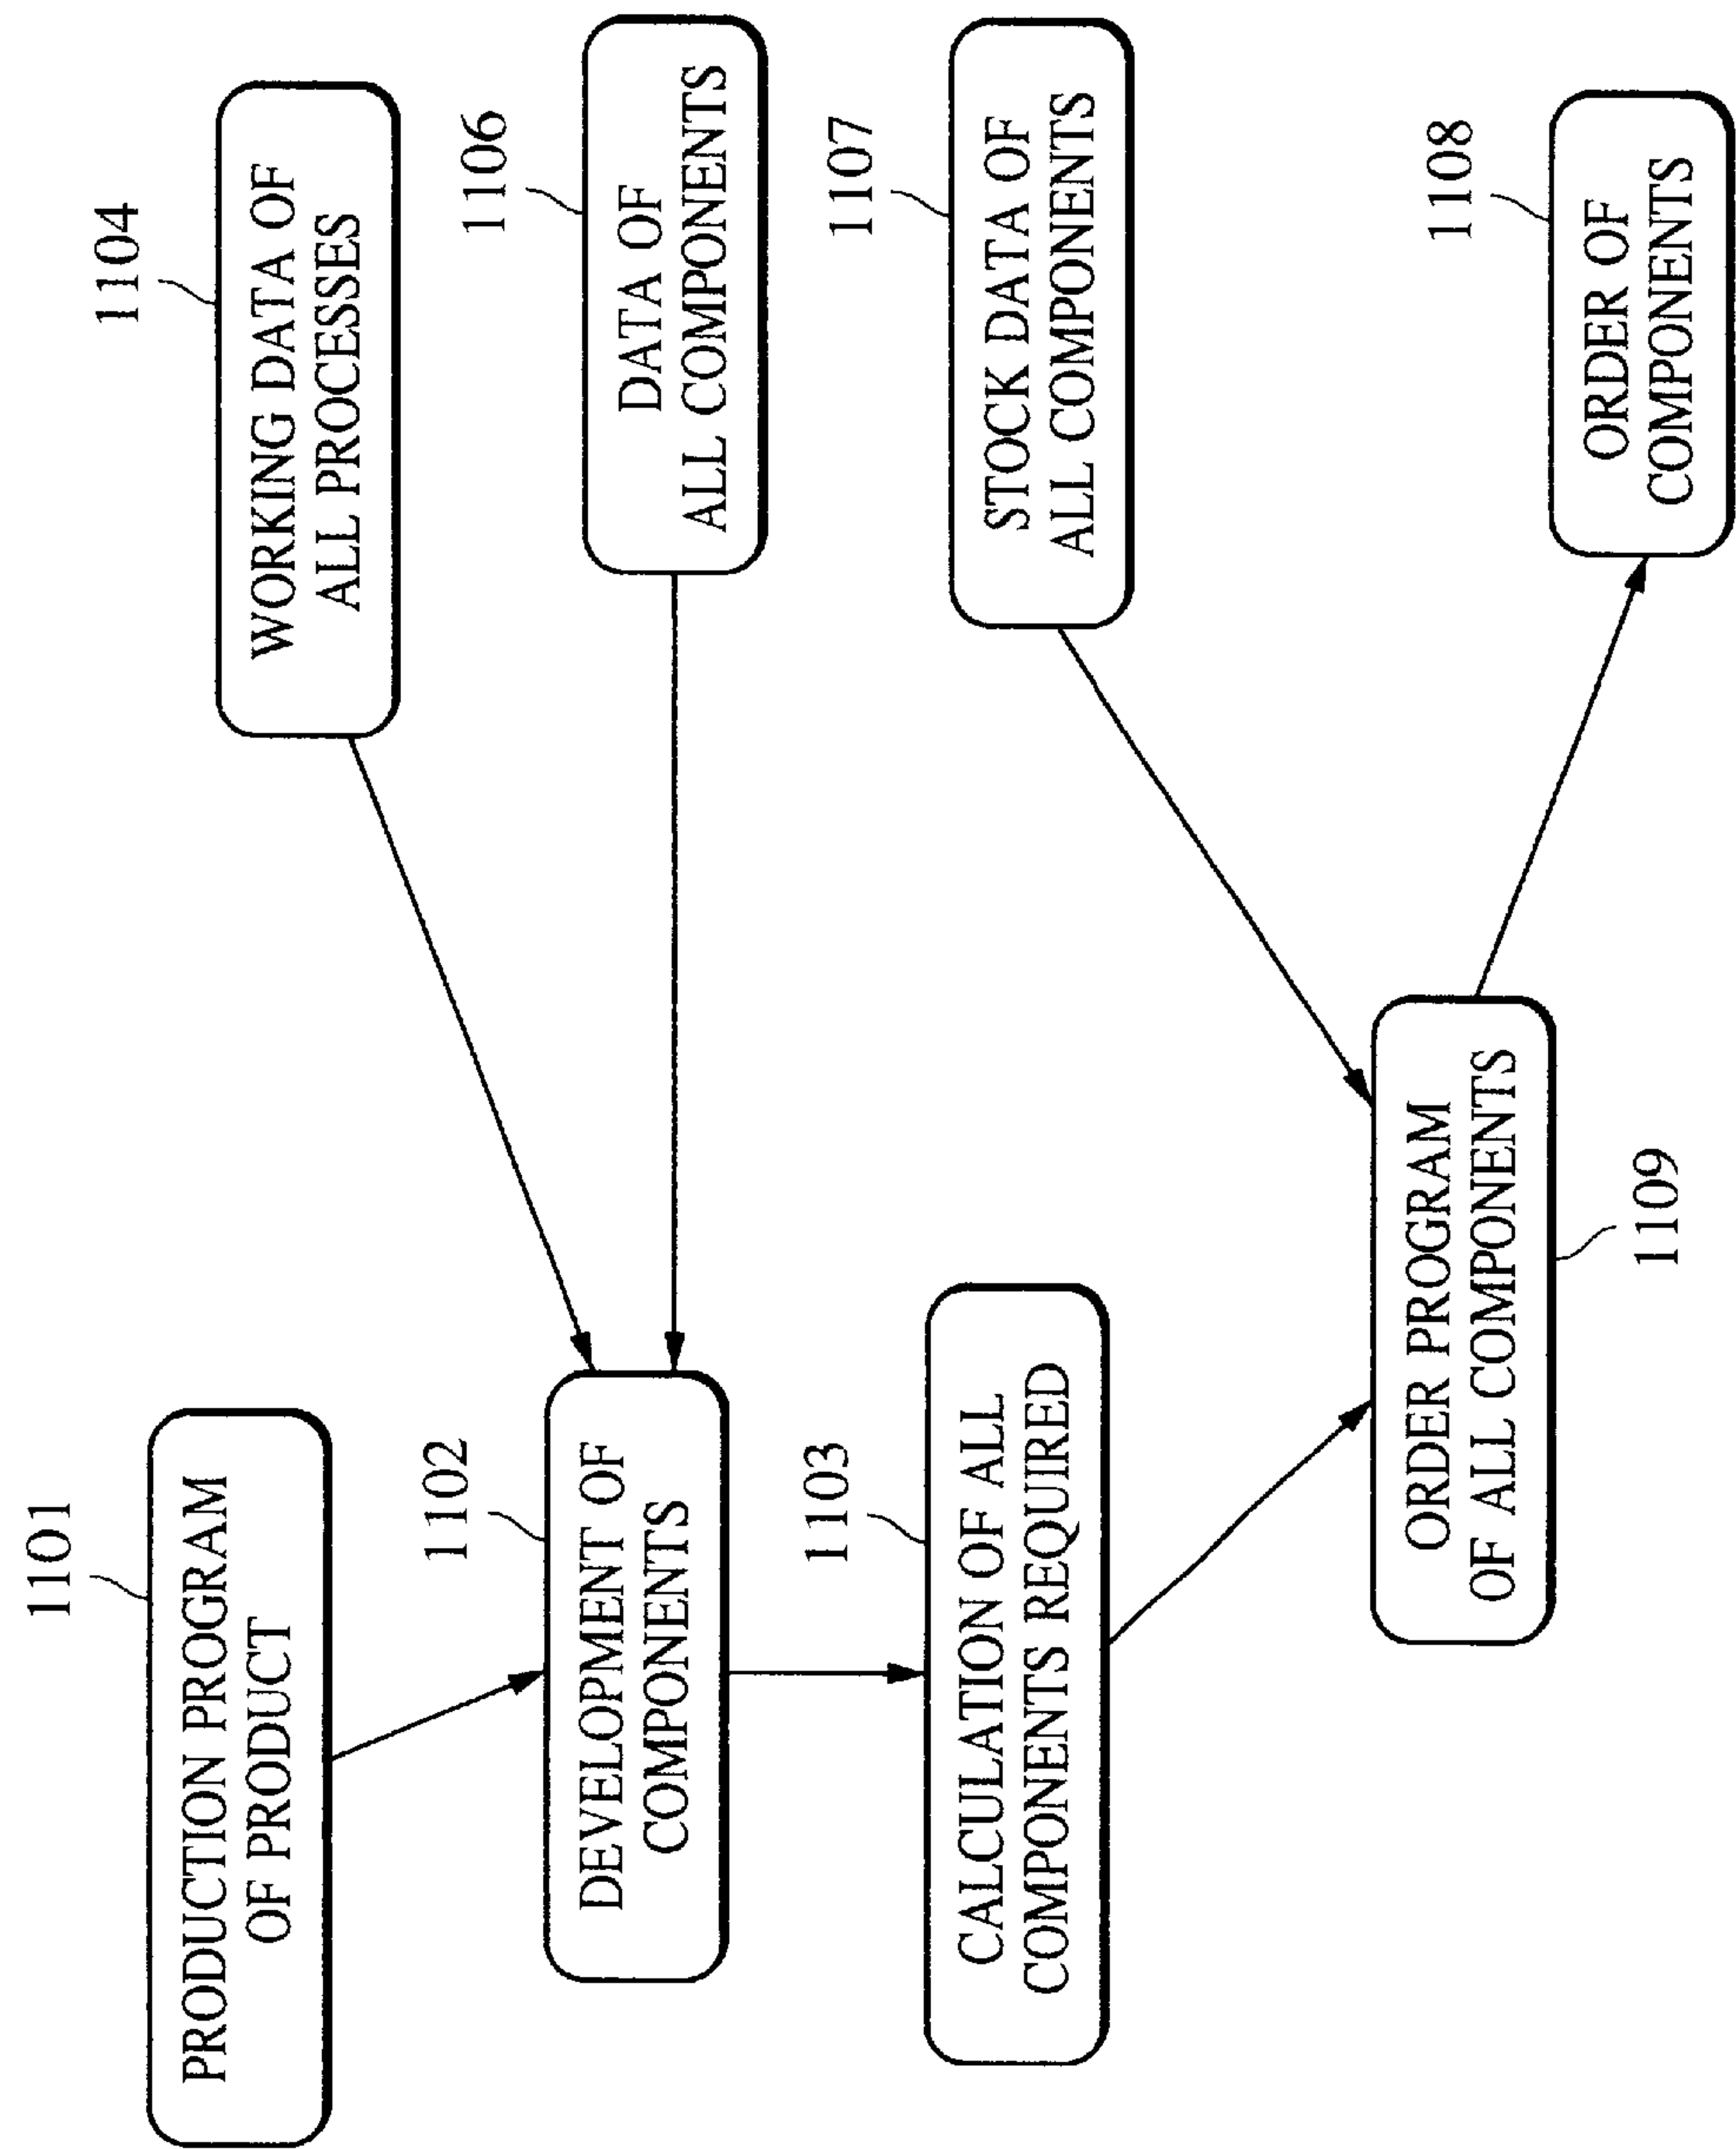 1101
PRODUCTION PROGRAM
OF PRODUCT
1104
WORKING DATA OF
ALL PROCESSES
1102
DEVELOPMENT OF
COMPONENTS
1106
DATA OF
ALL COMPONENTS
1103
CALCULATION OF ALL
COMPONENTS REQUIRED
1107
STOCK DATA OF
ALL COMPONENTS
ORDER PROGRAM
OF ALL COMPONENTS
1109
1108
ORDER OF
COMPONENTS